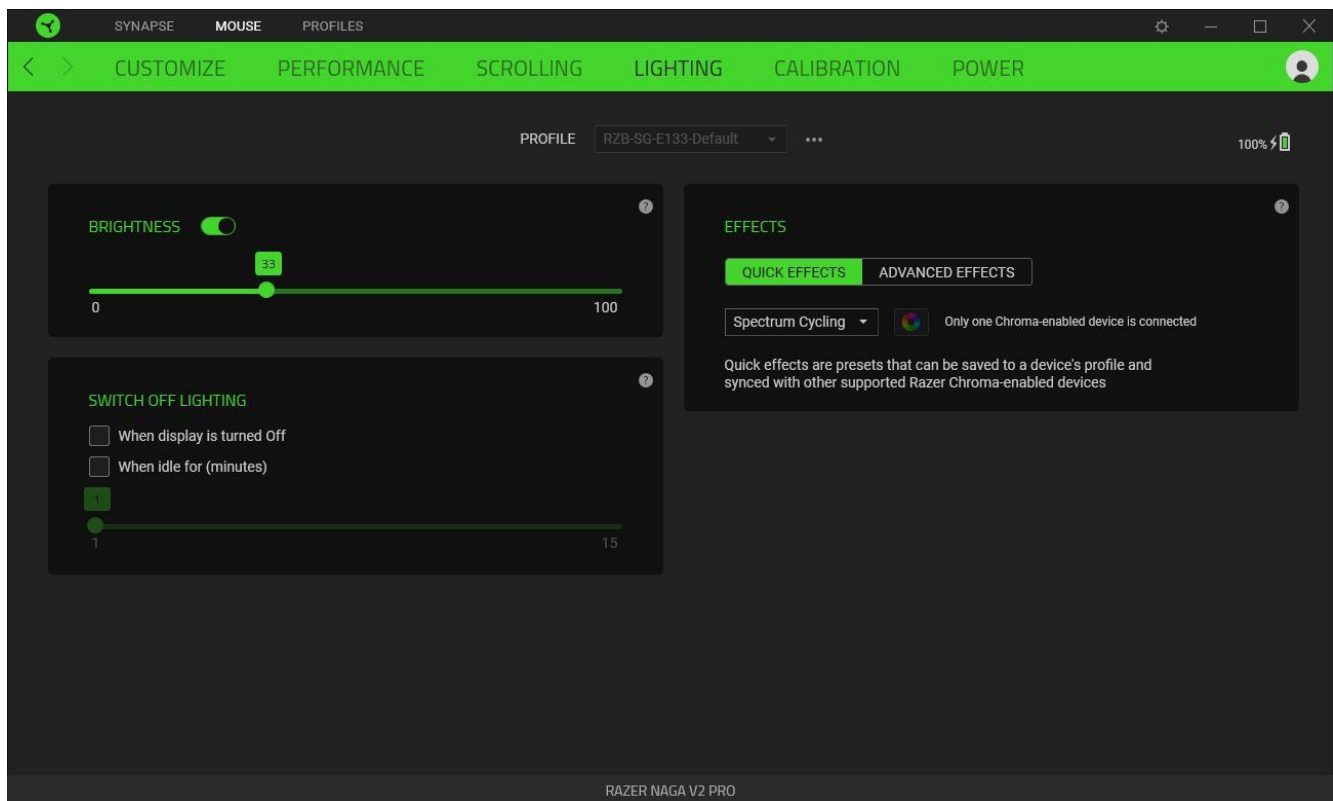 SYNAPSE MOUSE PROFILES
CUSTOMIZE PERFORMANCE SCROLLING LIGHTING CALIBRATION POWER
PROFILE RZB-SG-E133-Default •••
100%
BRIGHTNESS
33
0 100
SWITCH OFF LIGHTING
When display is turned Off
When idle for (minutes)
1
1 15
EFFECTS
QUICK EFFECTS ADVANCED EFFECTS
Spectrum Cycling Only one Chroma-enabled device is connected
Quick effects are presets that can be saved to a device's profile and
synced with other supported Razer Chroma-enabled devices
RAZER NAGA V2 PRO